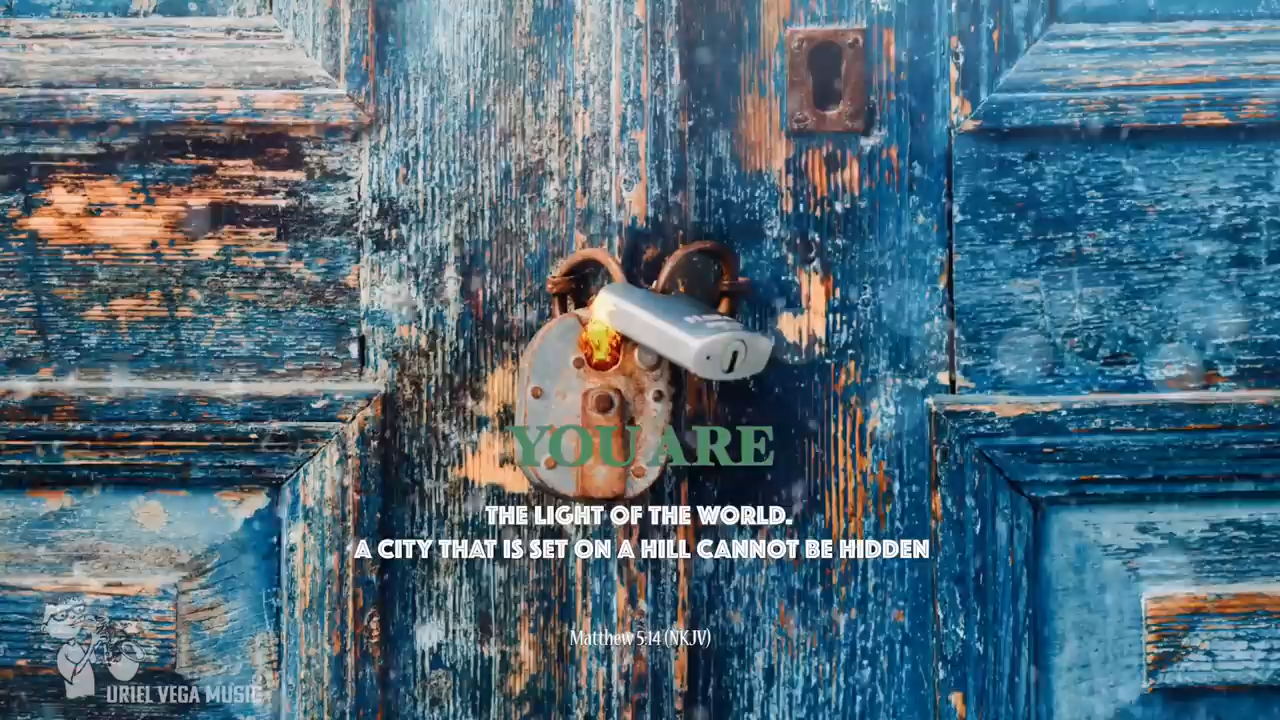 YOU ARE
THE LIGHT OF THE WORLD.
A CITY THAT IS SET ON A HILL CANNOT BE HIDDEN
Matthew 5:14 (NKJV)
URIEL VEGA MUSIC